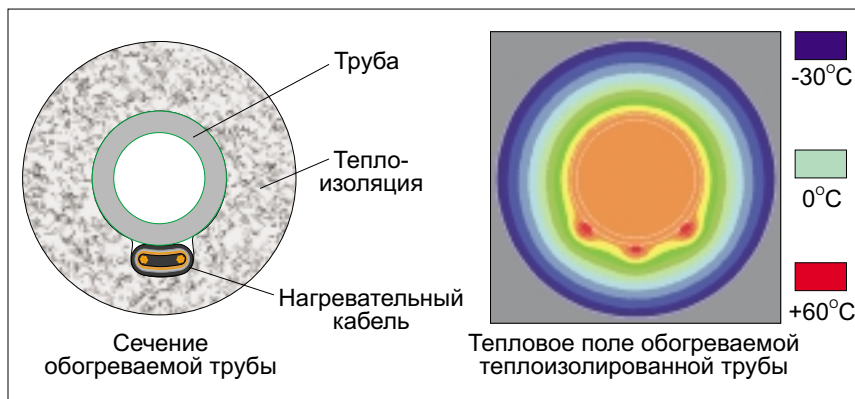 Труба
Тепло-
изоляция
Нагревательный
кабель
Сечение
обогреваемой трубы
-30°C
0°C
+60°C
Тепловое поле обогреваемой
теплоизолированной трубы